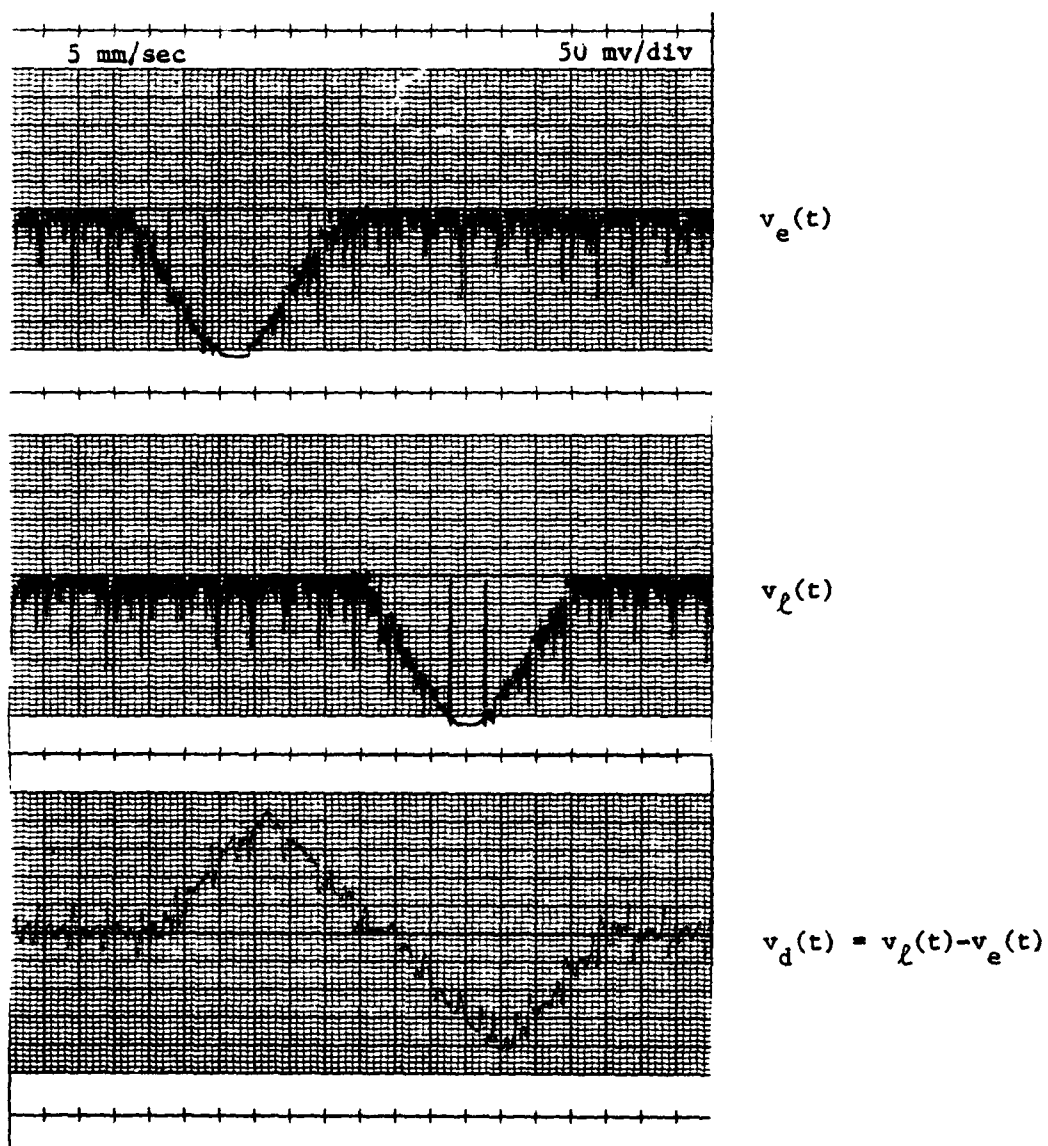 5 mm/sec 50 mv/div
v_e(t)
v_ℓ(t)
v_d(t) = v_ℓ(t)-v_e(t)